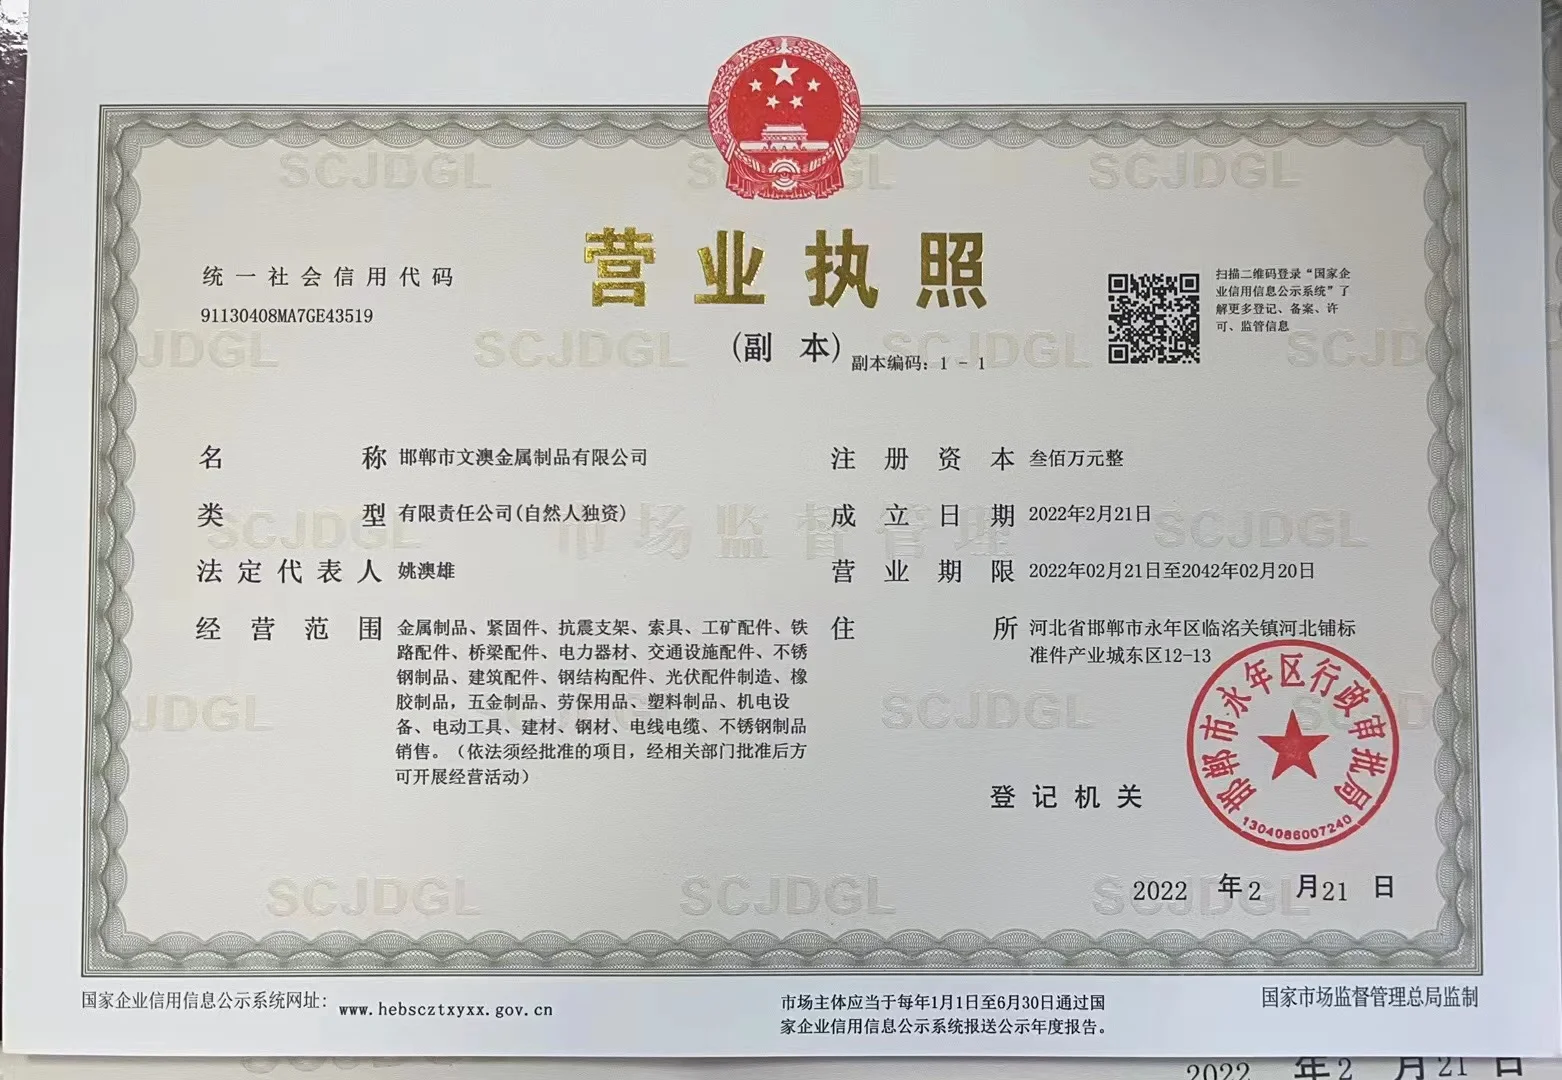 营业执照
(副 本) 副本编码：1 - 1
统一社会信用代码
91130408MA7GE43519
扫描二维码登录“国家企
业信用信息公示系统”了
解更多登记、备案、许
可、监管信息
名 称 邯郸市文澳金属制品有限公司
类 型 有限责任公司(自然人独资)
法定代表人 姚澳雄
经营范围 金属制品、紧固件、抗震支架、索具、工矿配件、铁
路配件、桥梁配件、电力器材、交通设施配件、不锈
钢制品、建筑配件、钢结构配件、光伏配件制造、橡
胶制品，五金制品、劳保用品、塑料制品、机电设
备、电动工具、建材、钢材、电线电缆、不锈钢制品
销售。（依法须经批准的项目，经相关部门批准后方
可开展经营活动）
注册资本 叁佰万元整
成立日期 2022年2月21日
营业期限 2022年02月21日至2042年02月20日
住 所 河北省邯郸市永年区临洺关镇河北铺标
准件产业城东区12-13
登记机关
邯郸市永年区行政审批局
1304086007240
2022 年2 月21 日
国家企业信用信息公示系统网址：www.hebscztxyxx.gov.cn
市场主体应当于每年1月1日至6月30日通过国
家企业信用信息公示系统报送公示年度报告。
国家市场监督管理总局监制
SCJDGL
市场监督管理
2022 年2 月21 日